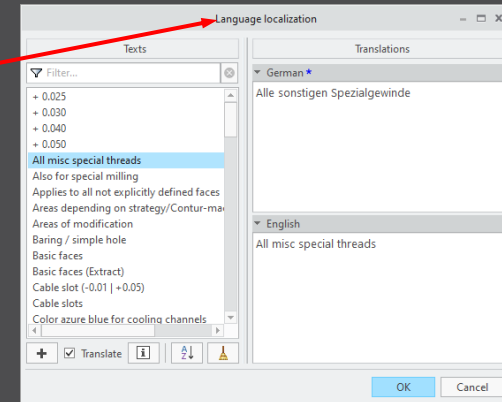 Language localization
Texts
Filter...
+ 0.025
+ 0.030
+ 0.040
+ 0.050
All misc special threads
Also for special milling
Applies to all not explicitly defined faces
Areas depending on strategy/Contur-ma
Areas of modification
Baring / simple hole
Basic faces
Basic faces (Extract)
Cable slot (-0.01 | +0.05)
Cable slots
Color azure blue for cooling channels
Translate
Translations
German *
Alle sonstigen Spezialgewinde
English
All misc special threads
OK
Cancel